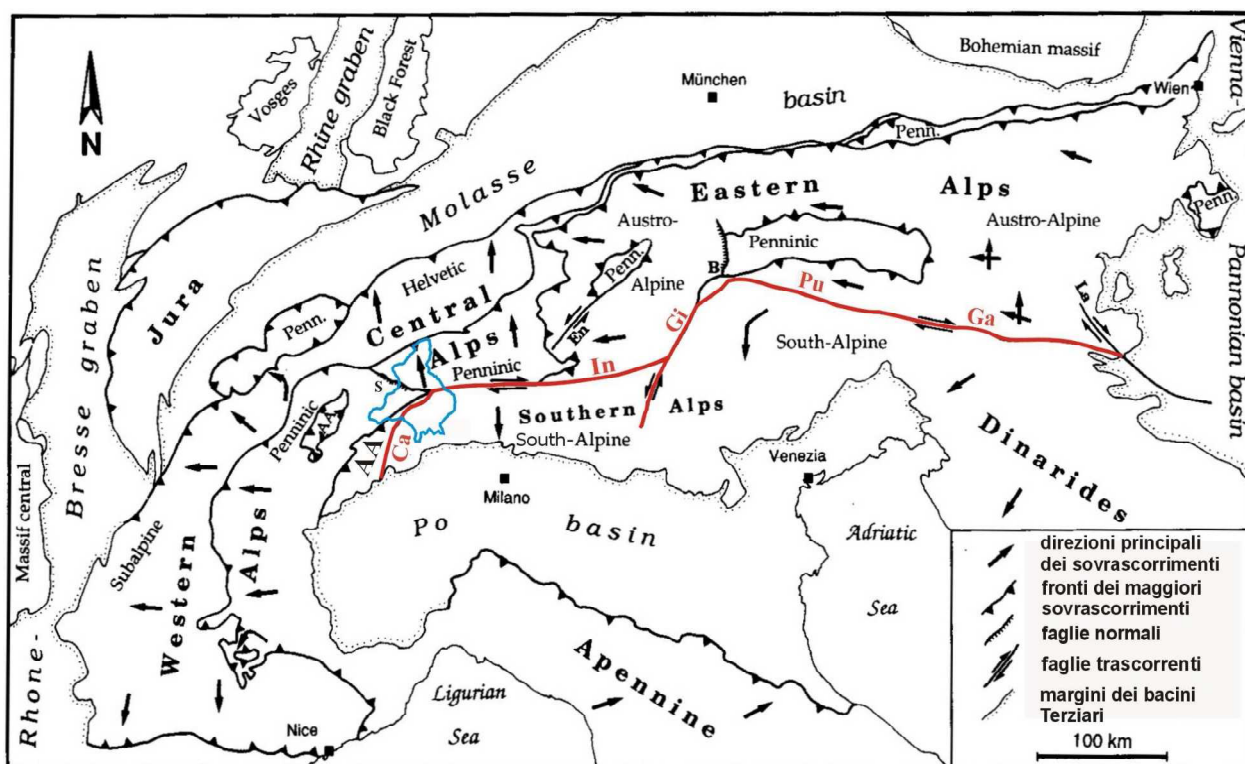 Bohemian massif
Vienna-
Vosges
Rhine graben
Black Forest
München
basin
Wien
N
Penn.
Molasse
Eastern Alps
Penn.
Austro-
Austro-Alpine
Pannonian basin
Penninic
Bresse graben
Jura
Helvetic
Penn.
Alpine
B
Pu
La
Central
Penn.
En
Gi
Ga
Alps
South-Alpine
S
Penninic
In
Penninic
AA
Southern Alps
South-Alpine
Ca
AA
Dinarides
Massif central
Milano
Venezia
Subalpine
Po basin
Adriatic
Sea
Western
Alps
Apennine
Rhone-
Ligurian
Sea
Nice
direzioni principali
dei sovrascorrimenti
fronti dei maggiori
sovrascorrimenti
faglie normali
faglie trascorrenti
margini dei bacini
Terziari
100 km